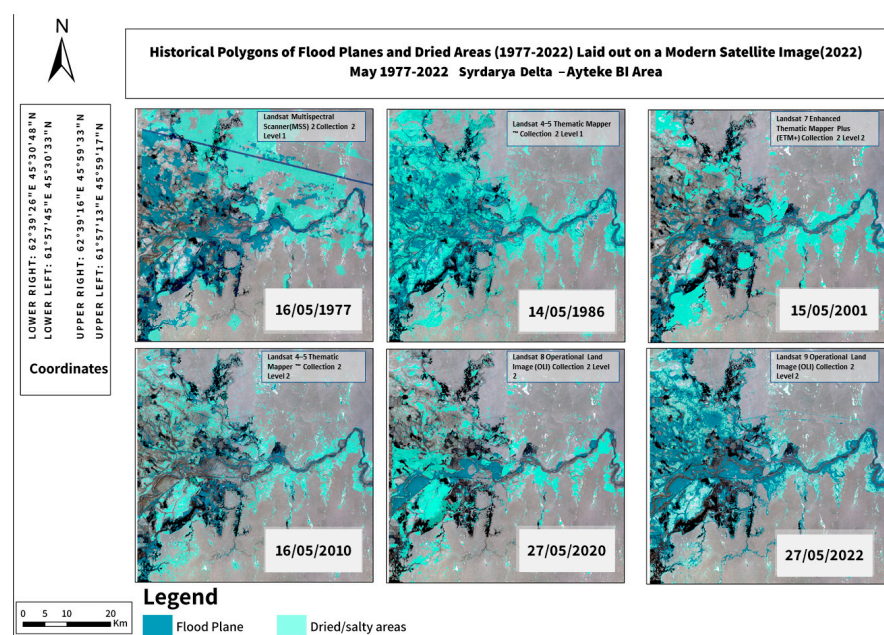 N
Historical Polygons of Flood Planes and Dried Areas (1977-2022) Laid out on a Modern Satellite Image(2022)
May 1977-2022 Syrdarya Delta –Ayteke BI Area
LOWER RIGHT: 62°39'26"E 45°30'48"N
LOWER LEFT: 61°57'45"E 45°30'33"N
UPPER RIGHT: 62°39'16"E 45°59'33"N
UPPER LEFT: 61°57'13"E 45°59'17"N
Coordinates
Landsat Multispectral
Scanner(MSS) 2 Collection 2
Level 1
16/05/1977
Landsat 4–5 Thematic Mapper
™ Collection 2 Level 1
14/05/1986
Landsat 7 Enhanced
Thematic Mapper Plus
(ETM+) Collection 2 Level 2
15/05/2001
Landsat 4–5 Thematic
Mapper ™ Collection 2
Level 2
16/05/2010
Landsat 8 Operational Land
Image (OLI) Collection 2 Level
2
27/05/2020
Landsat 9 Operational Land
Image (OLI) Collection 2
Level 2
27/05/2022
0 5 10 20
Km
Legend
Flood Plane
Dried/salty areas